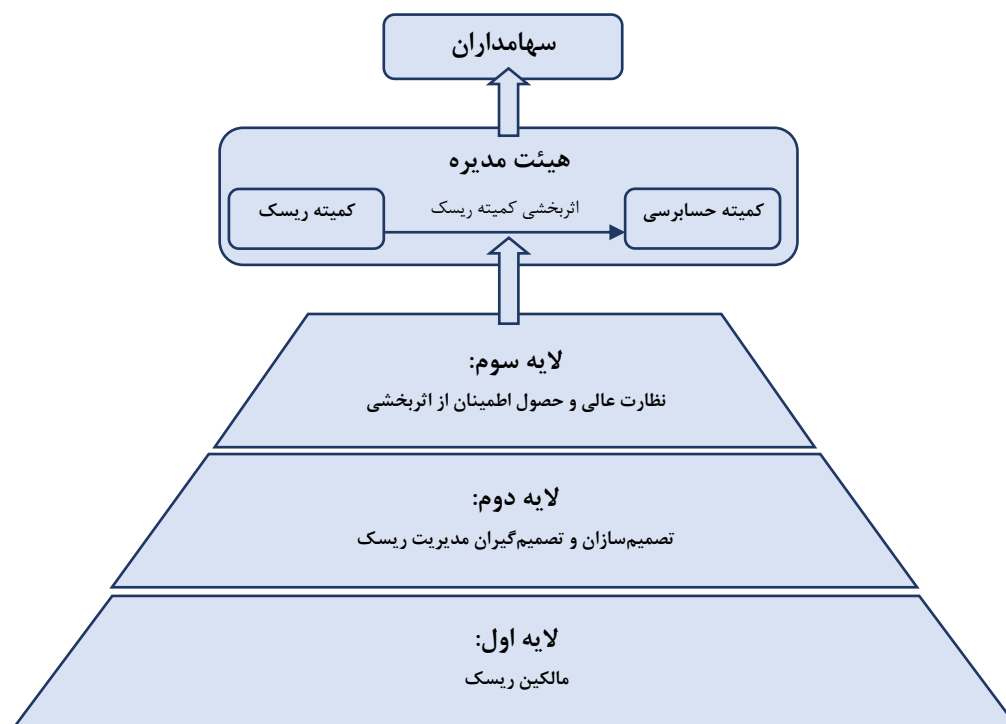 سهامداران
هیئت مدیره
کمیته حسابرسی
اثربخشی کمیته ریسک
کمیته ریسک
لایه سوم:
نظارت عالی و حصول اطمینان از اثربخشی
لایه دوم:
تصمیم‌سازان و تصمیم‌گیران مدیریت ریسک
لایه اول:
مالکین ریسک